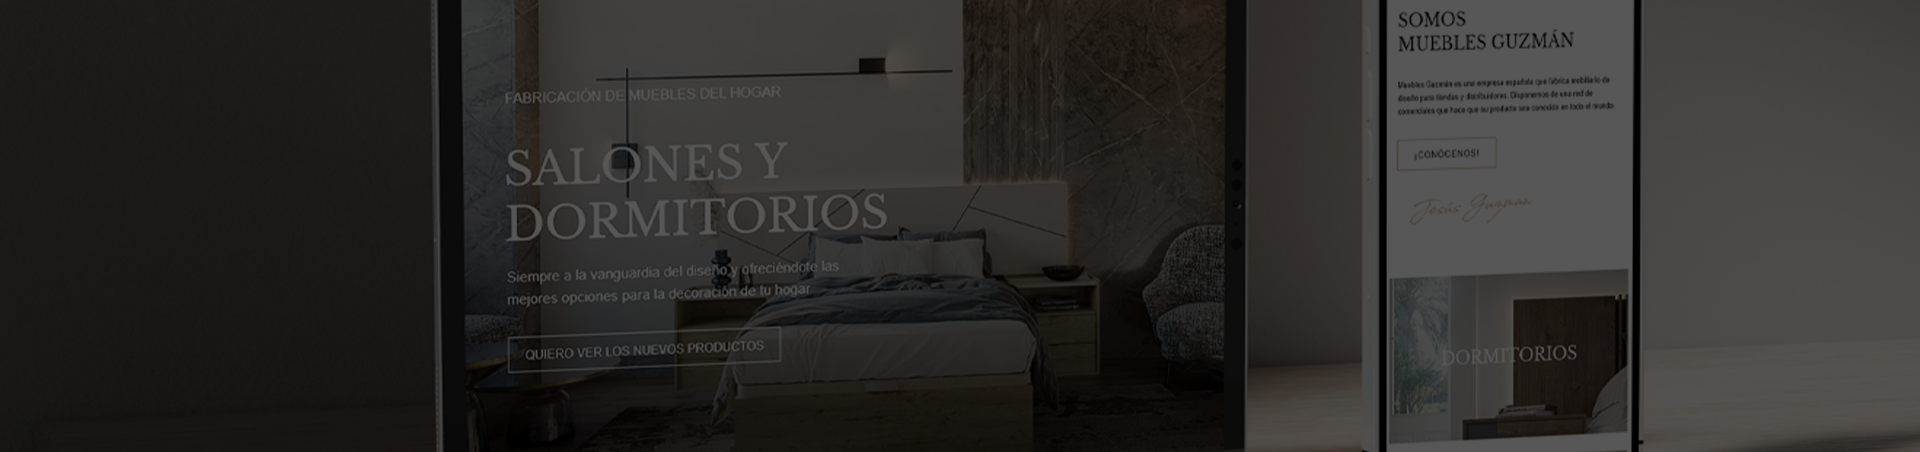 FABRICACIÓN DE MUEBLES DEL HOGAR
SALONES Y
DORMITORIOS
Siempre a la vanguardia del diseño y ofreciéndote las
mejores opciones para la decoración de tu hogar
QUIERO VER LOS NUEVOS PRODUCTOS
SOMOS
MUEBLES GUZMÁN
Muebles Guzmán es una empresa española que fabrica mobiliario de
diseño para tiendas y distribuidores. Disponemos de una red de
comerciales que hace que su producto sea conocido en todo el mundo
¡CONÓCENOS!
Jesús Guzmán
DORMITORIOS